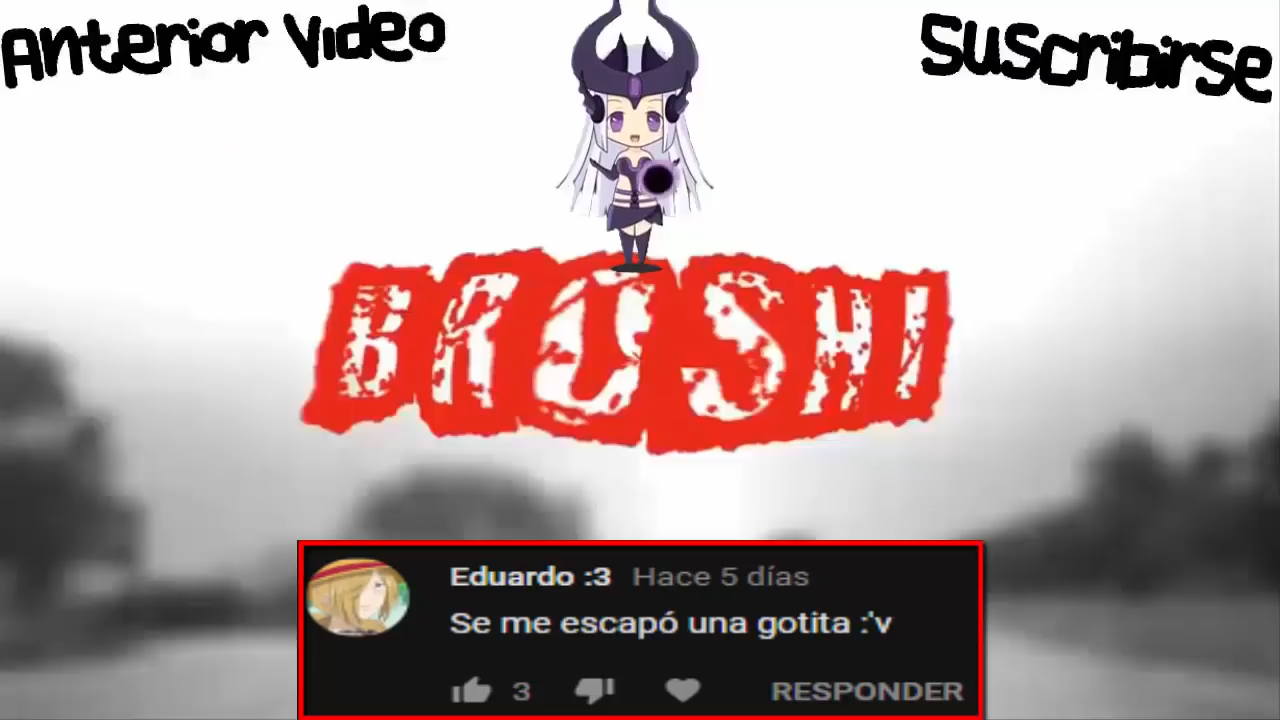 Anterior Video
Suscribirse
BROSHI
Eduardo :3 Hace 5 días
Se me escapó una gotita :'v
3 RESPONDER